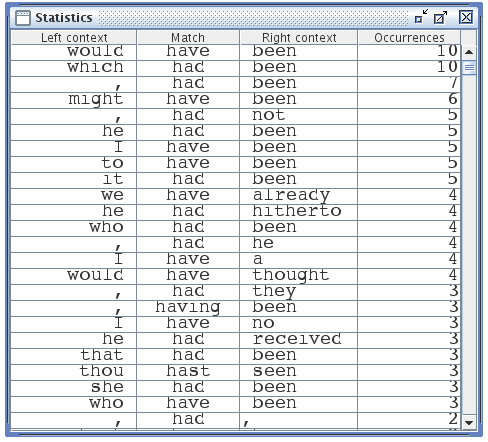 Statistics
Left context Match Right context Occurrences
would have been 10
which had been 10
, had been 7
might have been 6
, had not 5
he had been 5
I have been 5
to have been 5
it had been 5
we have already 4
he had hitherto 4
who had been 4
, had he 4
I have a 4
would have thought 4
, had they 3
, having been 3
I have no 3
he had received 3
that had been 3
thou hast seen 3
she had been 3
who have been 3
, had , 2